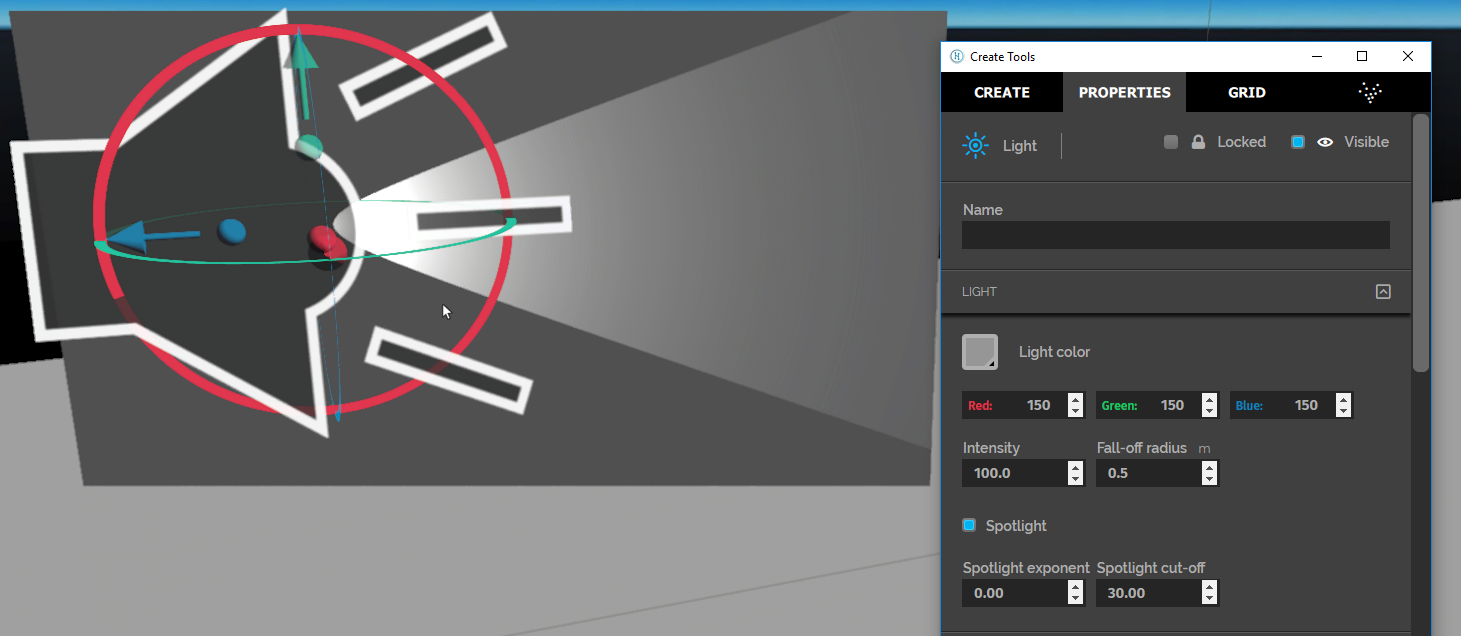 Create Tools
CREATE PROPERTIES GRID
Light Locked Visible
Name
LIGHT
Light color
Red: 150 Green: 150 Blue: 150
Intensity Fall-off radius m
100.0 0.5
Spotlight
Spotlight exponent Spotlight cut-off
0.00 30.00